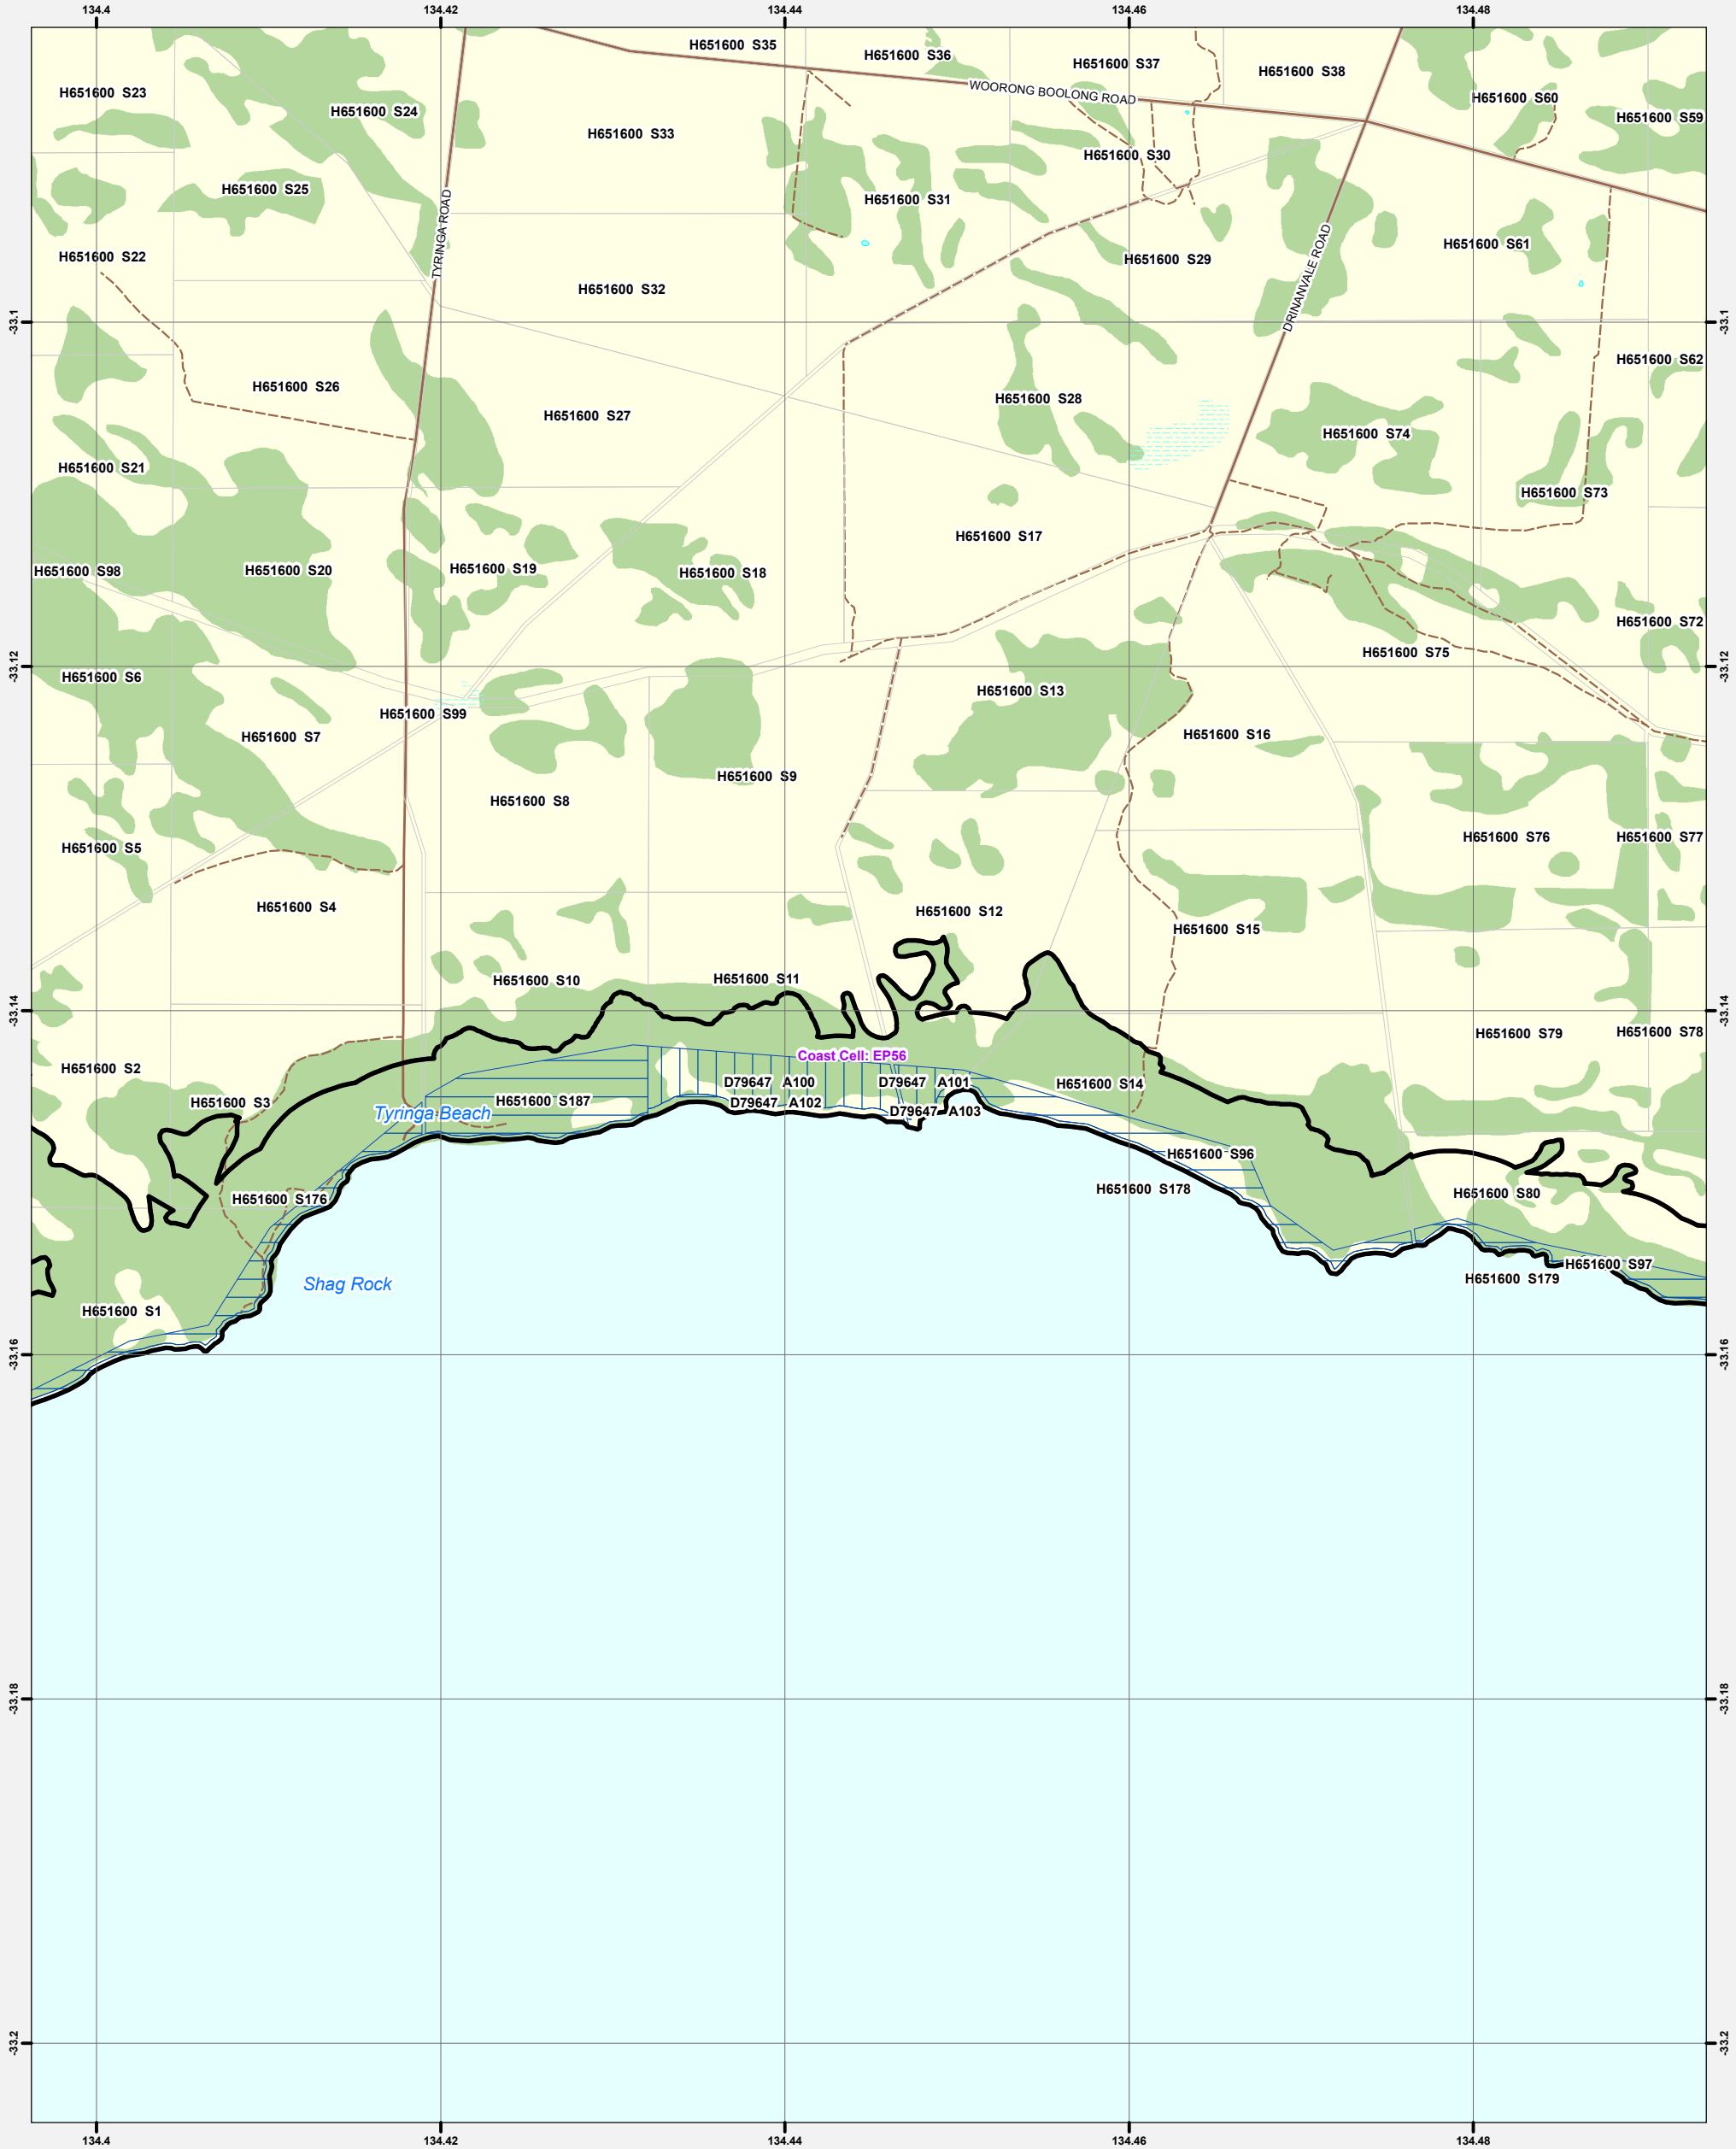 134.4 134.42 134.44 134.46 134.48
H651600 S35
H651600 S36
H651600 S37
H651600 S38
H651600 S23
WOORONG BOOLONG ROAD
H651600 S60
H651600 S24
H651600 S59
H651600 S33
H651600 S30
H651600 S25
H651600 S31
TYRINGA ROAD
H651600 S61
H651600 S22
H651600 S29
DRINANVALE ROAD
H651600 S32
-33.1 -33.1
H651600 S62
H651600 S26
H651600 S28
H651600 S27
H651600 S74
H651600 S21
H651600 S73
H651600 S17
H651600 S98
H651600 S20
H651600 S19
H651600 S18
H651600 S72
H651600 S75
-33.12 -33.12
H651600 S6
H651600 S13
H651600 S99
H651600 S7
H651600 S16
H651600 S9
H651600 S8
H651600 S76
H651600 S77
H651600 S5
H651600 S4
H651600 S12
H651600 S15
H651600 S10
H651600 S11
-33.14 -33.14
H651600 S79
H651600 S78
Coast Cell: EP56
H651600 S2
D79647 A100
D79647 A101
H651600 S14
H651600 S3
H651600 S187
D79647 A102
Tyringa Beach
D79647 A103
H651600 S96
H651600 S178
H651600 S80
H651600 S176
H651600 S97
H651600 S179
Shag Rock
H651600 S1
-33.16 -33.16
-33.18 -33.18
-33.2 -33.2
134.4 134.42 134.44 134.46 134.48